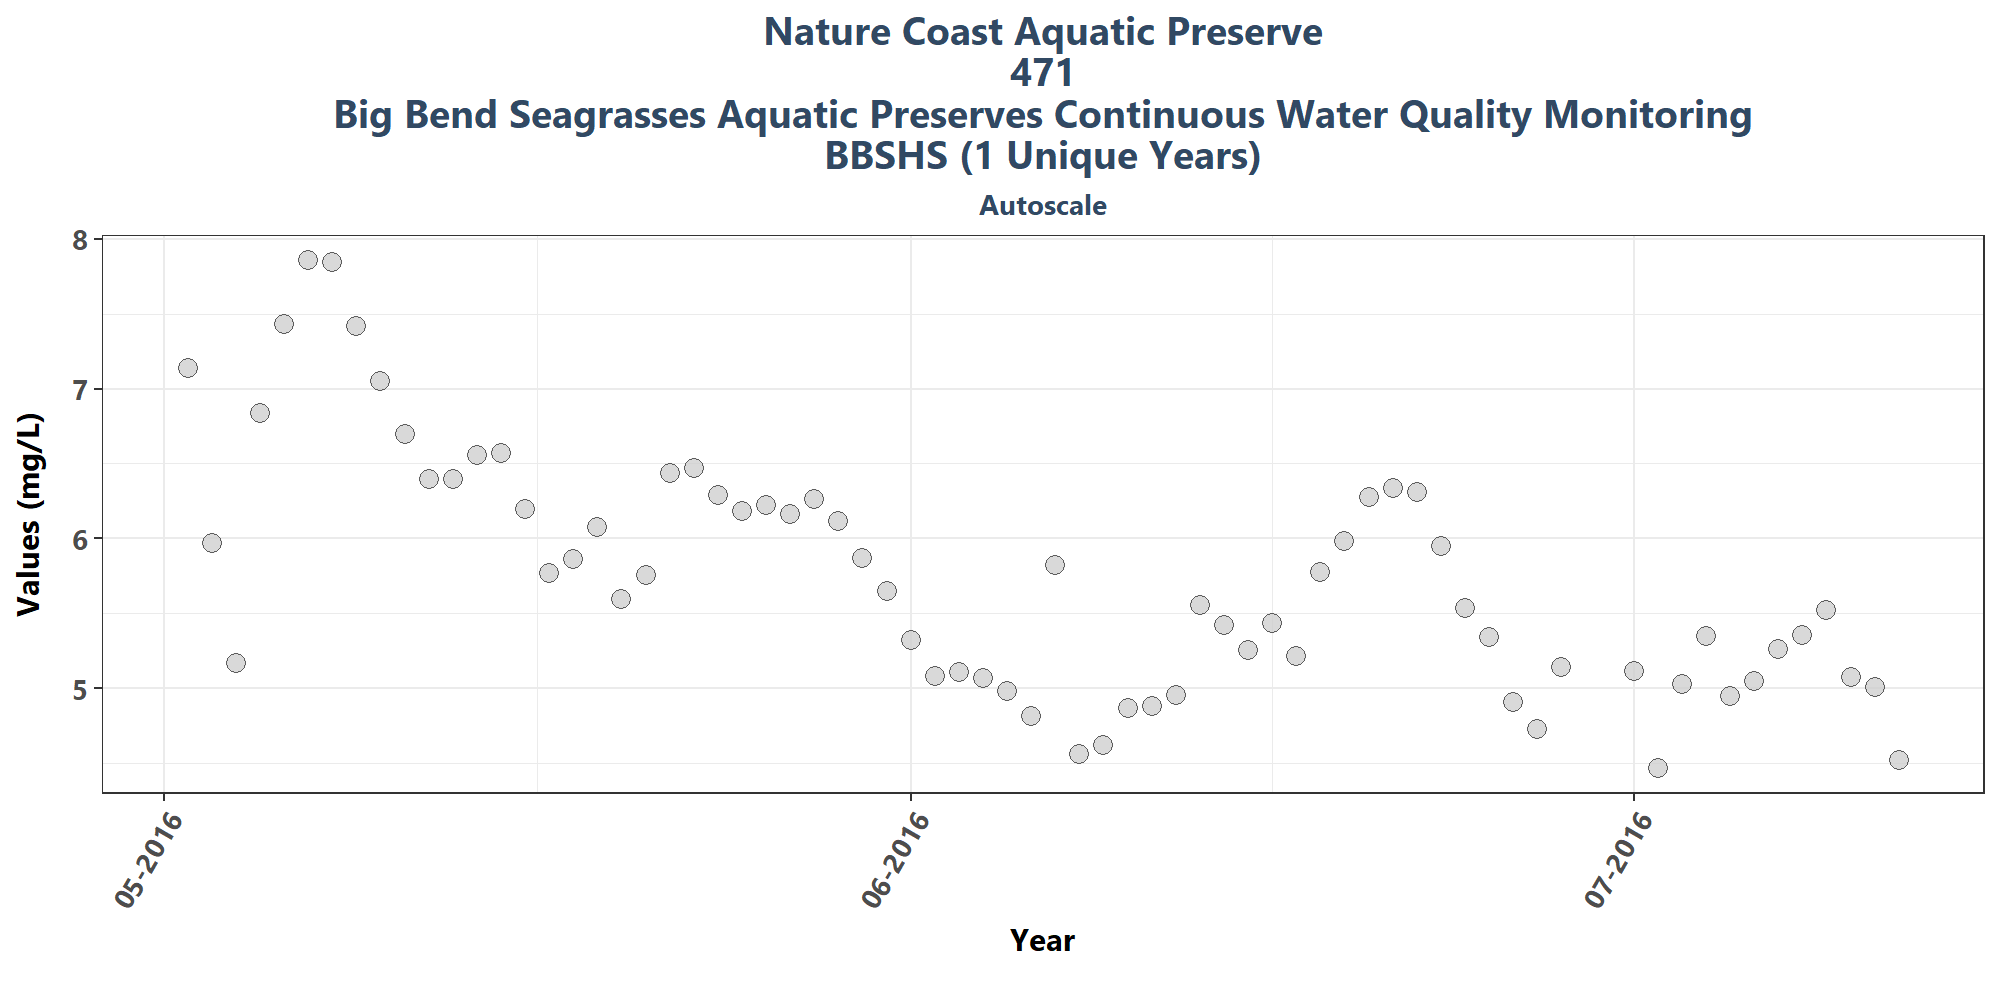 Nature Coast Aquatic Preserve
471
Big Bend Seagrasses Aquatic Preserves Continuous Water Quality Monitoring
BBSHS (1 Unique Years)
Autoscale
8
7
6
5
Values (mg/L)
05-2016
06-2016
07-2016
Year